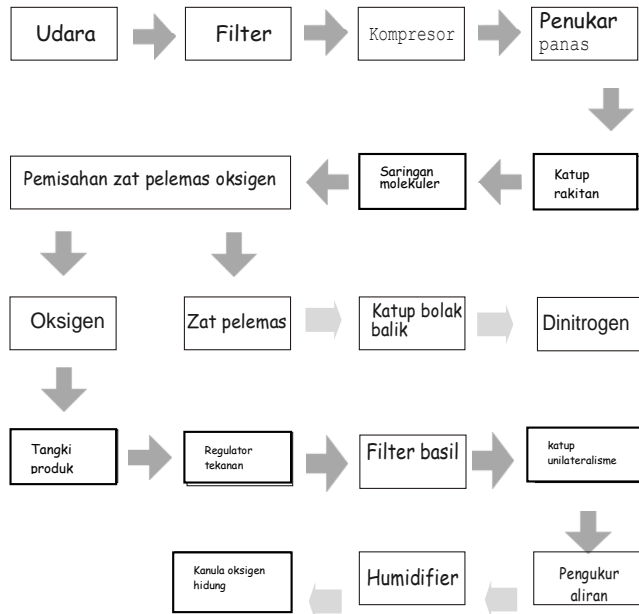 Udara
Filter
Kompresor
Penukar
panas
Pemisahan zat pelemas oksigen
Saringan
molekuler
Katup
rakitan
Oksigen
Zat pelemas
Katup bolak
balik
Dinitrogen
Tangki
produk
Regulator
tekanan
Filter basil
katup
unilateralisme
Kanula oksigen
hidung
Humidifier
Pengukur
aliran